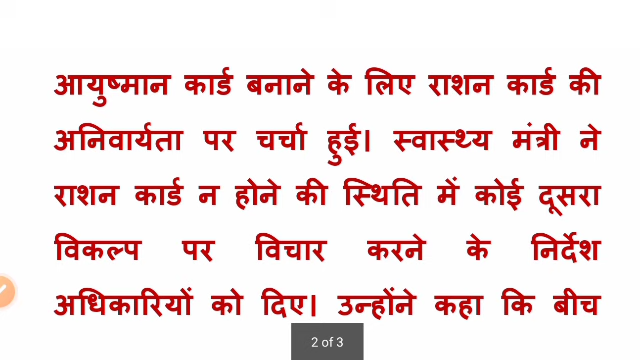 आयुष्मान कार्ड बनाने के लिए राशन कार्ड की
अनिवार्यता पर चर्चा हुई। स्वास्थ्य मंत्री ने
राशन कार्ड न होने की स्थिति में कोई दूसरा
विकल्प पर विचार करने के निर्देश
अधिकारियों को दिए। उन्होंने कहा कि बीच
2 of 3